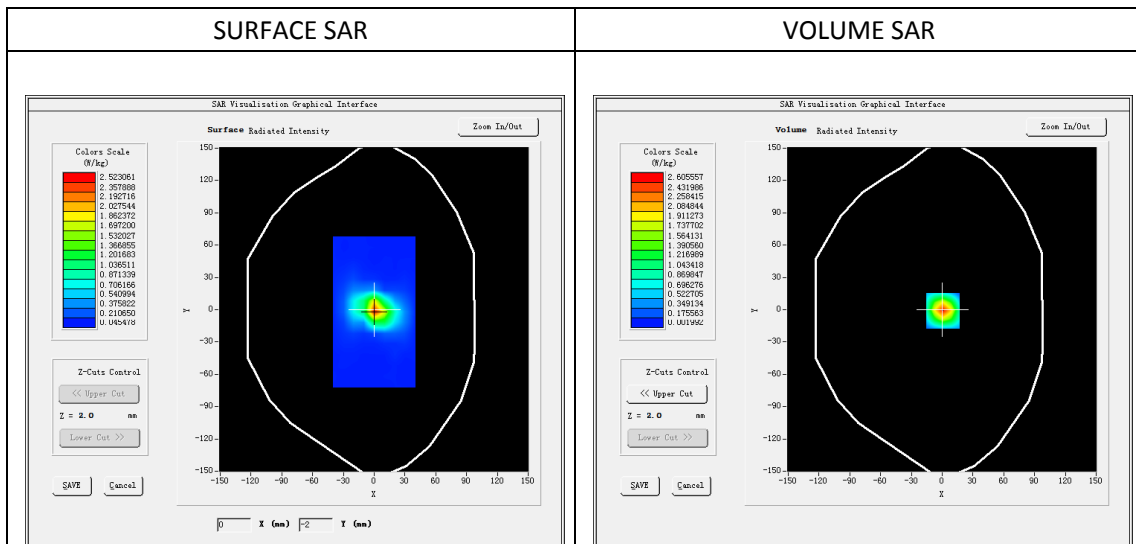 SURFACE SAR
VOLUME SAR
SAR Visualisation Graphical Interface
Surface Radiated Intensity
Zoom In/Out
Colors Scale
(W/kg)
2.523061
2.357888
2.192716
2.027544
1.862372
1.697200
1.532027
1.366855
1.201683
1.036511
0.871339
0.706166
0.540994
0.375822
0.210650
0.045478
150
120
90
60
30
0
-30
-60
-90
-120
-150
Y
-150 -120 -90 -60 -30 0 30 60 90 120 150
X
Z-Cuts Control
<< Upper Cut
Z = 2.0 mm
Lower Cut >>
SAVE Cancel
0 X (mm) -2 Y (mm)
SAR Visualisation Graphical Interface
Volume Radiated Intensity
Zoom In/Out
Colors Scale
(W/kg)
2.605557
2.431986
2.258415
2.084844
1.911273
1.737702
1.564131
1.390560
1.216989
1.043418
0.869847
0.696276
0.522705
0.349134
0.175563
0.001992
150
120
90
60
30
0
-30
-60
-90
-120
-150
Y
-150 -120 -90 -60 -30 0 30 60 90 120 150
X
Z-Cuts Control
<< Upper Cut
Z = 2.0 mm
Lower Cut >>
SAVE Cancel